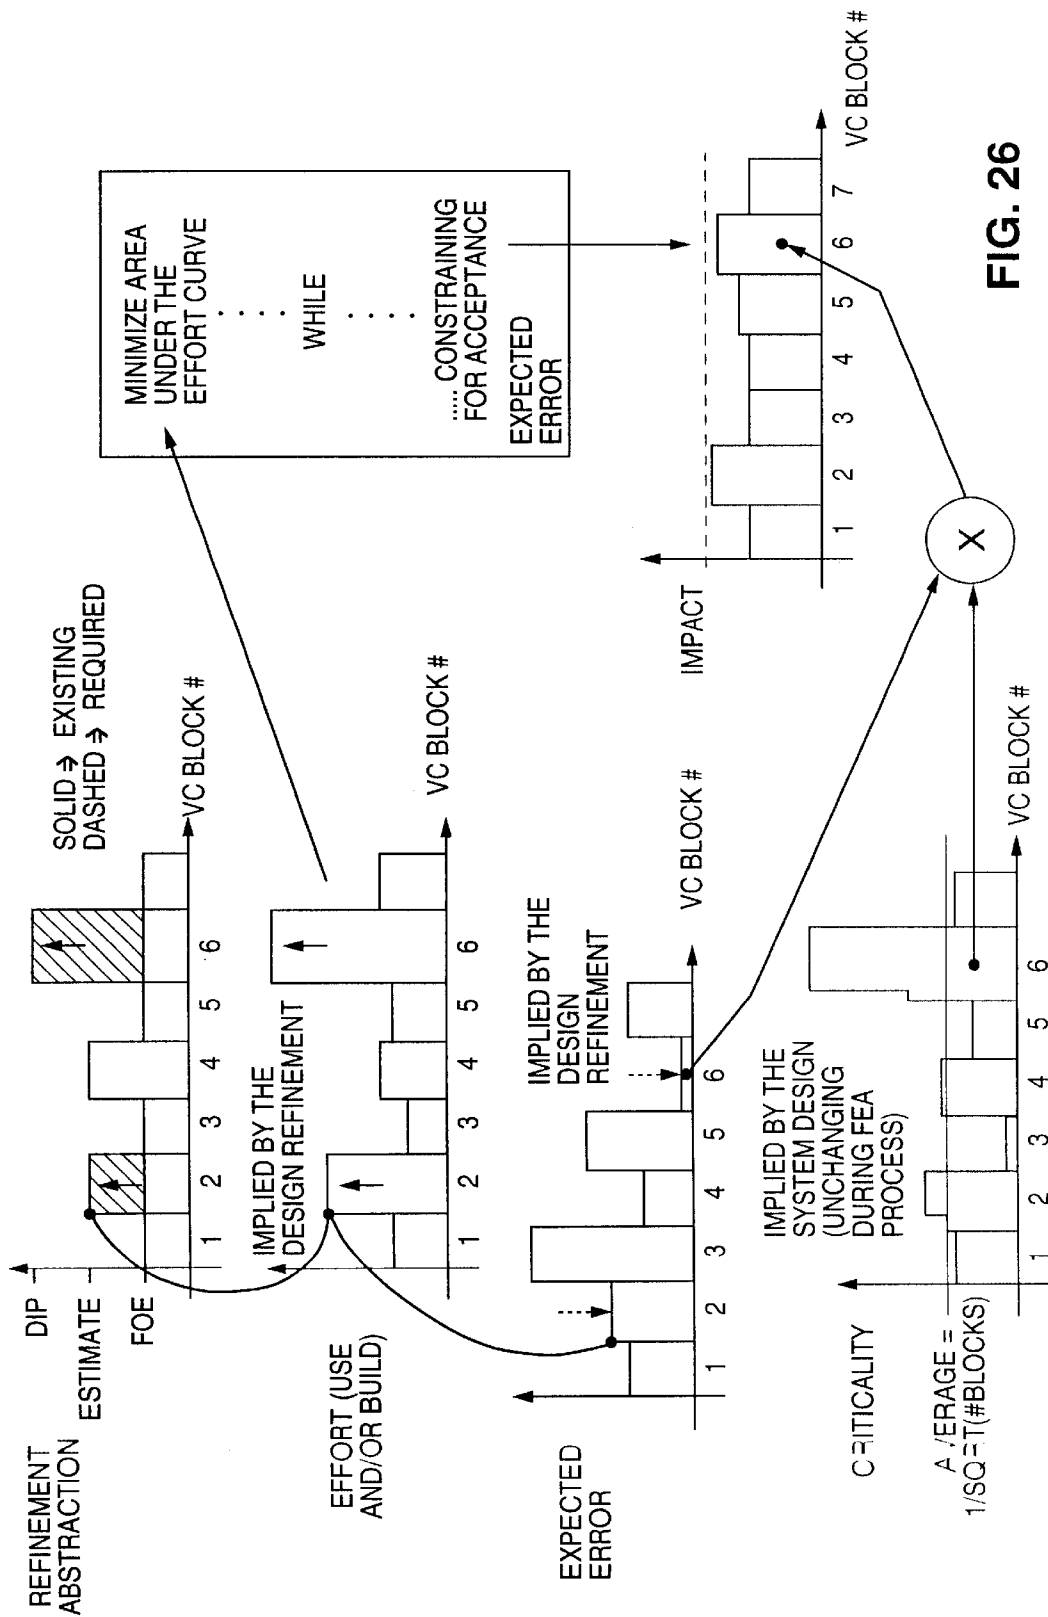 REFINEMENT
ABSTRACTION
DIP
ESTIMATE
FOE
SOLID ⇒ EXISTING
DASHED ⇒ REQUIRED
1 2 3 4 5 6
VC BLOCK #
IMPLIED BY THE
DESIGN REFINEMENT
EFFORT (USE
AND/OR BUILD)
1 2 3 4 5 6
VC BLOCK #
MINIMIZE AREA
UNDER THE
EFFORT CURVE
. . . . .
WHILE
. . . . .
..... CONSTRAINING
FOR ACCEPTANCE
EXPECTED
ERROR
EXPECTED
ERROR
IMPLIED BY THE
DESIGN
REFINEMENT
1 2 3 4 5 6
VC BLOCK #
IMPACT
1 2 3 4 5 6 7
VC BLOCK #
IMPLIED BY THE
SYSTEM DESIGN
(UNCHANGING
DURING FEA
PROCESS)
CRITICALITY
AVERAGE =
1/SQRT(#BLOCKS)
1 2 3 4 5 6
VC BLOCK #
X
FIG. 26